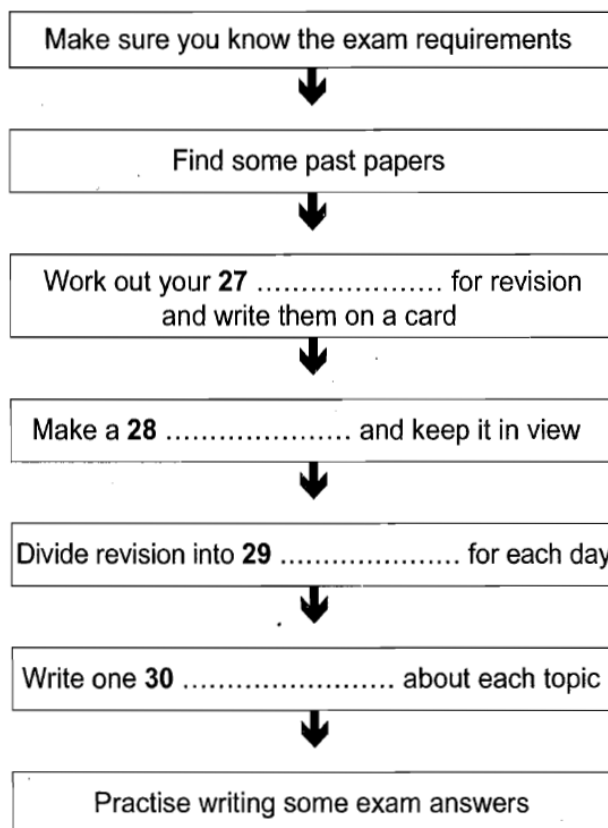 Make sure you know the exam requirements
Find some past papers
Work out your 27 ...................... for revision
and write them on a card
Make a 28 ...................... and keep it in view
Divide revision into 29 ..................... for each day
Write one 30 ......................... about each topic
Practise writing some exam answers